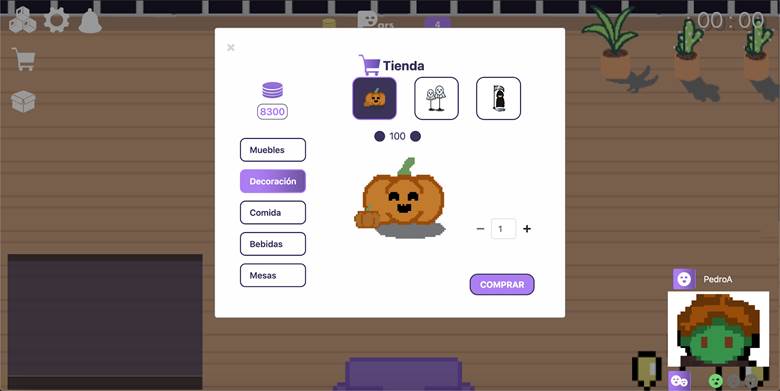 4
00:00
Tienda
8300
100
Muebles
Decoración
Comida
Bebidas
Mesas
1
COMPRAR
PedroA